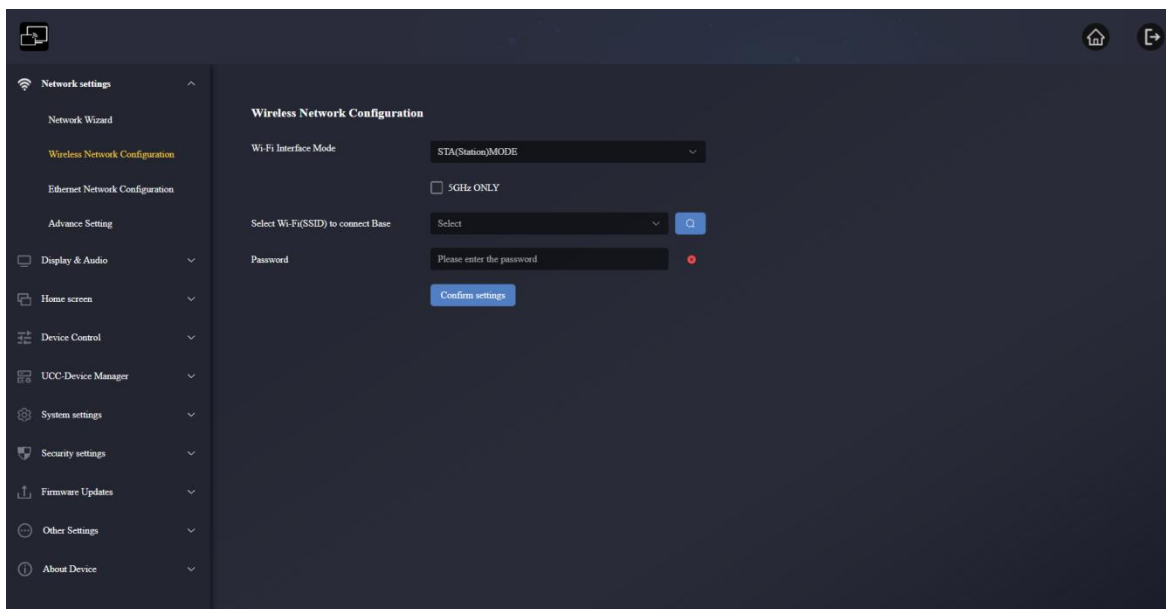 Network settings
Network Wizard
Wireless Network Configuration
Ethernet Network Configuration
Advance Setting
Display & Audio
Home screen
Device Control
UCC-Device Manager
System settings
Security settings
Firmware Updates
Other Settings
About Device
Wireless Network Configuration
Wi-Fi Interface Mode
STA(Station)MODE
5GHz ONLY
Select Wi-Fi(SSID) to connect Base
Select
Password
Please enter the password
Confirm settings